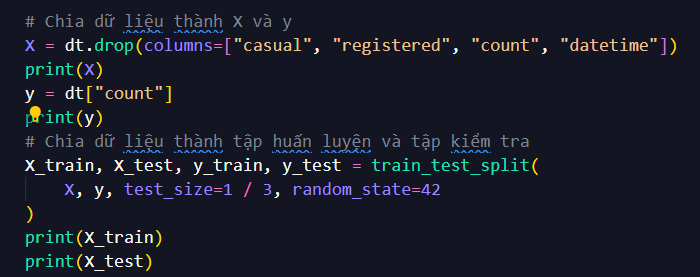 # Chia dữ liệu thành X và y
X = dt.drop(columns=["casual", "registered", "count", "datetime"])
print(X)
y = dt["count"]
print(y)
# Chia dữ liệu thành tập huấn luyện và tập kiểm tra
X_train, X_test, y_train, y_test = train_test_split(
    X, y, test_size=1 / 3, random_state=42
)
print(X_train)
print(X_test)